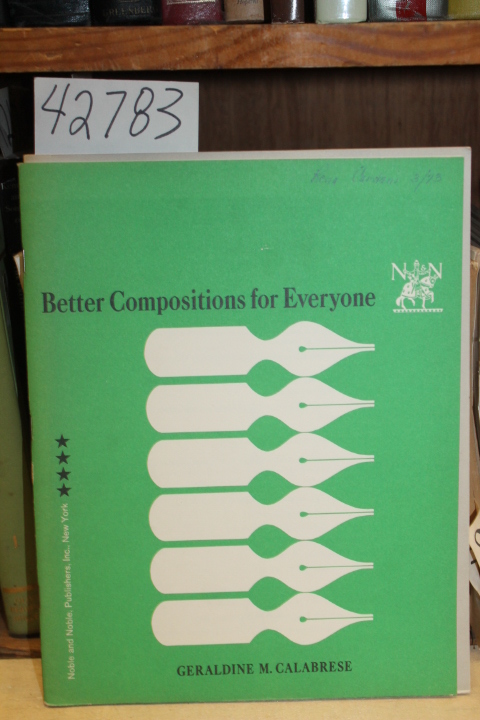 42783
N&N
Better Compositions for Everyone
Noble and Noble, Publishers, Inc., New York
GERALDINE M. CALABRESE